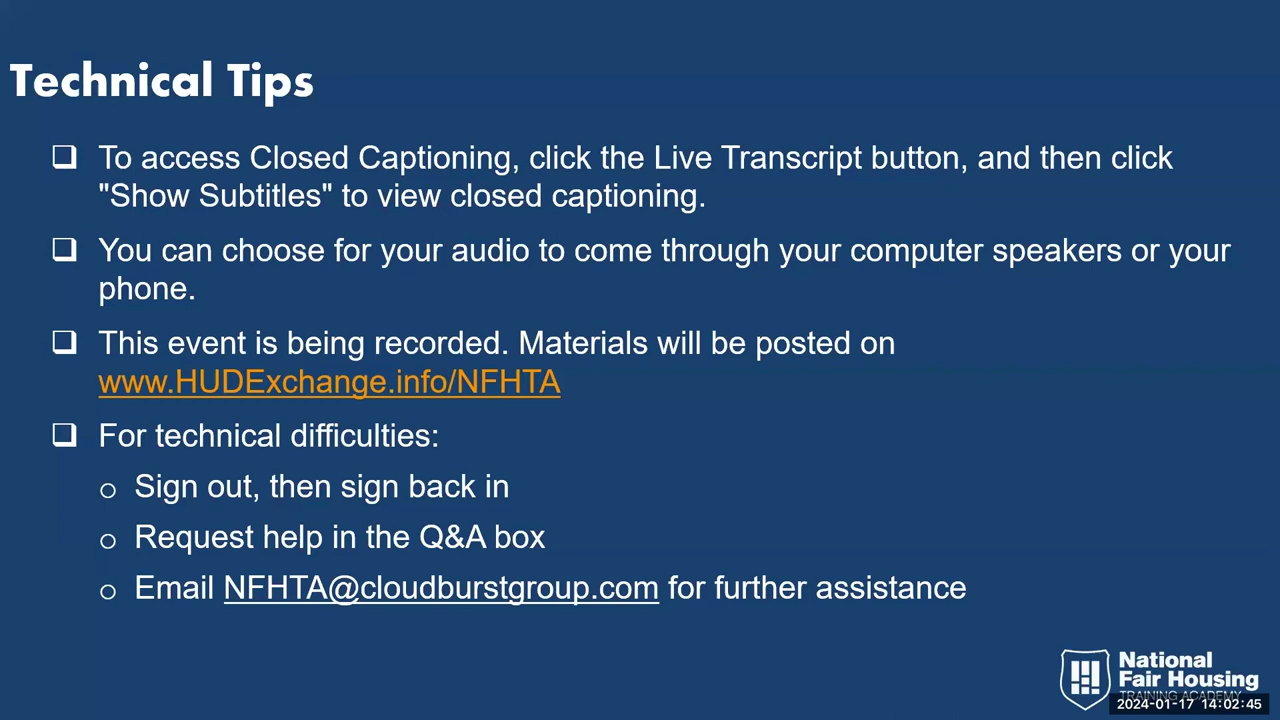 Technical Tips
❑ To access Closed Captioning, click the Live Transcript button, and then click
"Show Subtitles" to view closed captioning.
❑ You can choose for your audio to come through your computer speakers or your
phone.
❑ This event is being recorded. Materials will be posted on
www.HUDExchange.info/NFHTA
❑ For technical difficulties:
o Sign out, then sign back in
o Request help in the Q&A box
o Email NFHTA@cloudburstgroup.com for further assistance
National
Fair Housing
TRAINING ACADEMY
2024-01-17 14:02:45